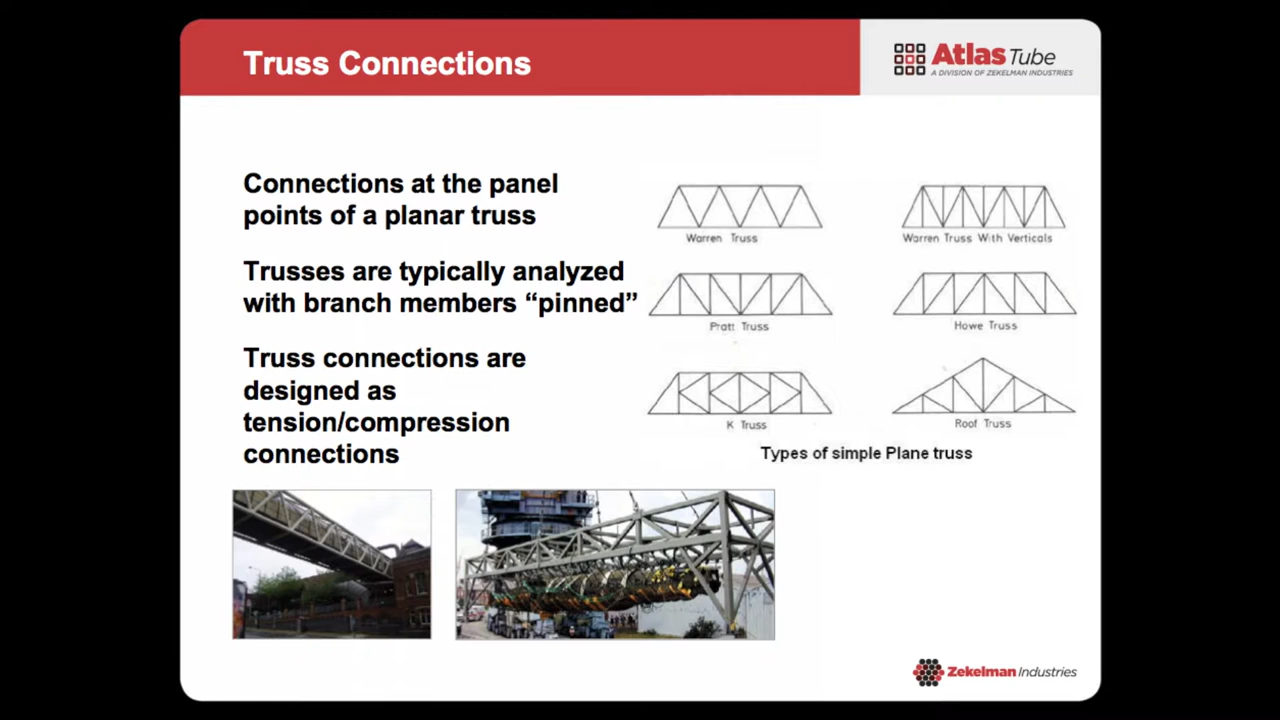 Truss Connections
Atlas Tube
A DIVISION OF ZEKELMAN INDUSTRIES
Connections at the panel
points of a planar truss
Trusses are typically analyzed
with branch members “pinned”
Truss connections are
designed as
tension/compression
connections
Warren Truss
Warren Truss With Verticals
Pratt Truss
Howe Truss
K Truss
Roof Truss
Types of simple Plane truss
Zekelman Industries